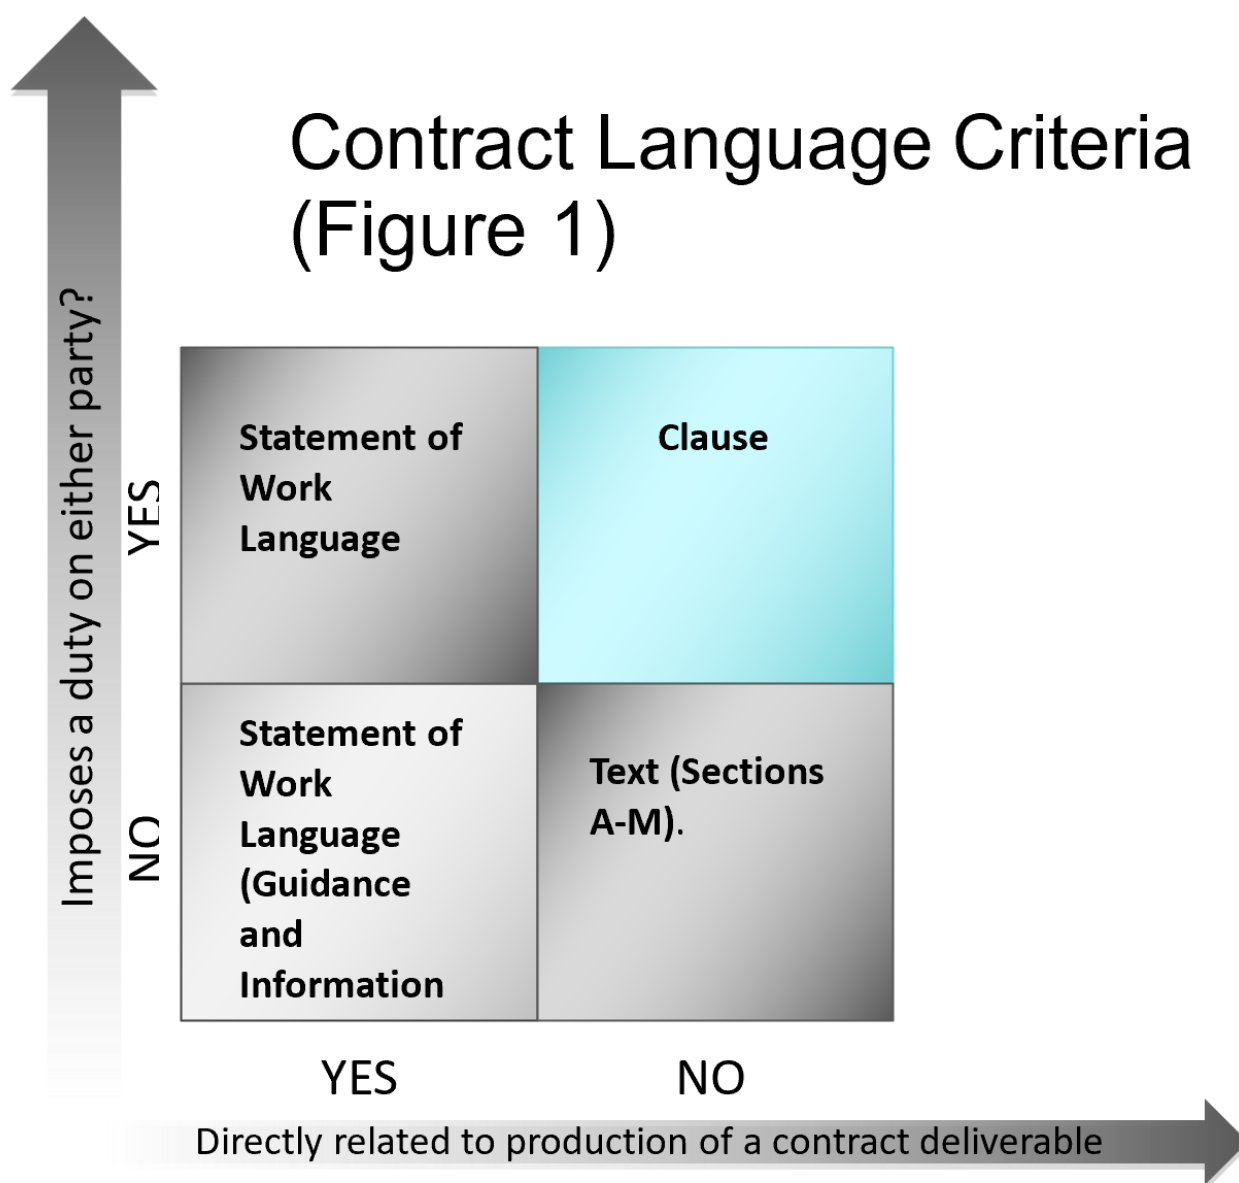 Contract Language Criteria
(Figure 1)
Imposes a duty on either party?
YES
Statement of
Work
Language
Clause
NO
Statement of
Work
Language
(Guidance
and
Information
Text (Sections
A-M).
YES
NO
Directly related to production of a contract deliverable